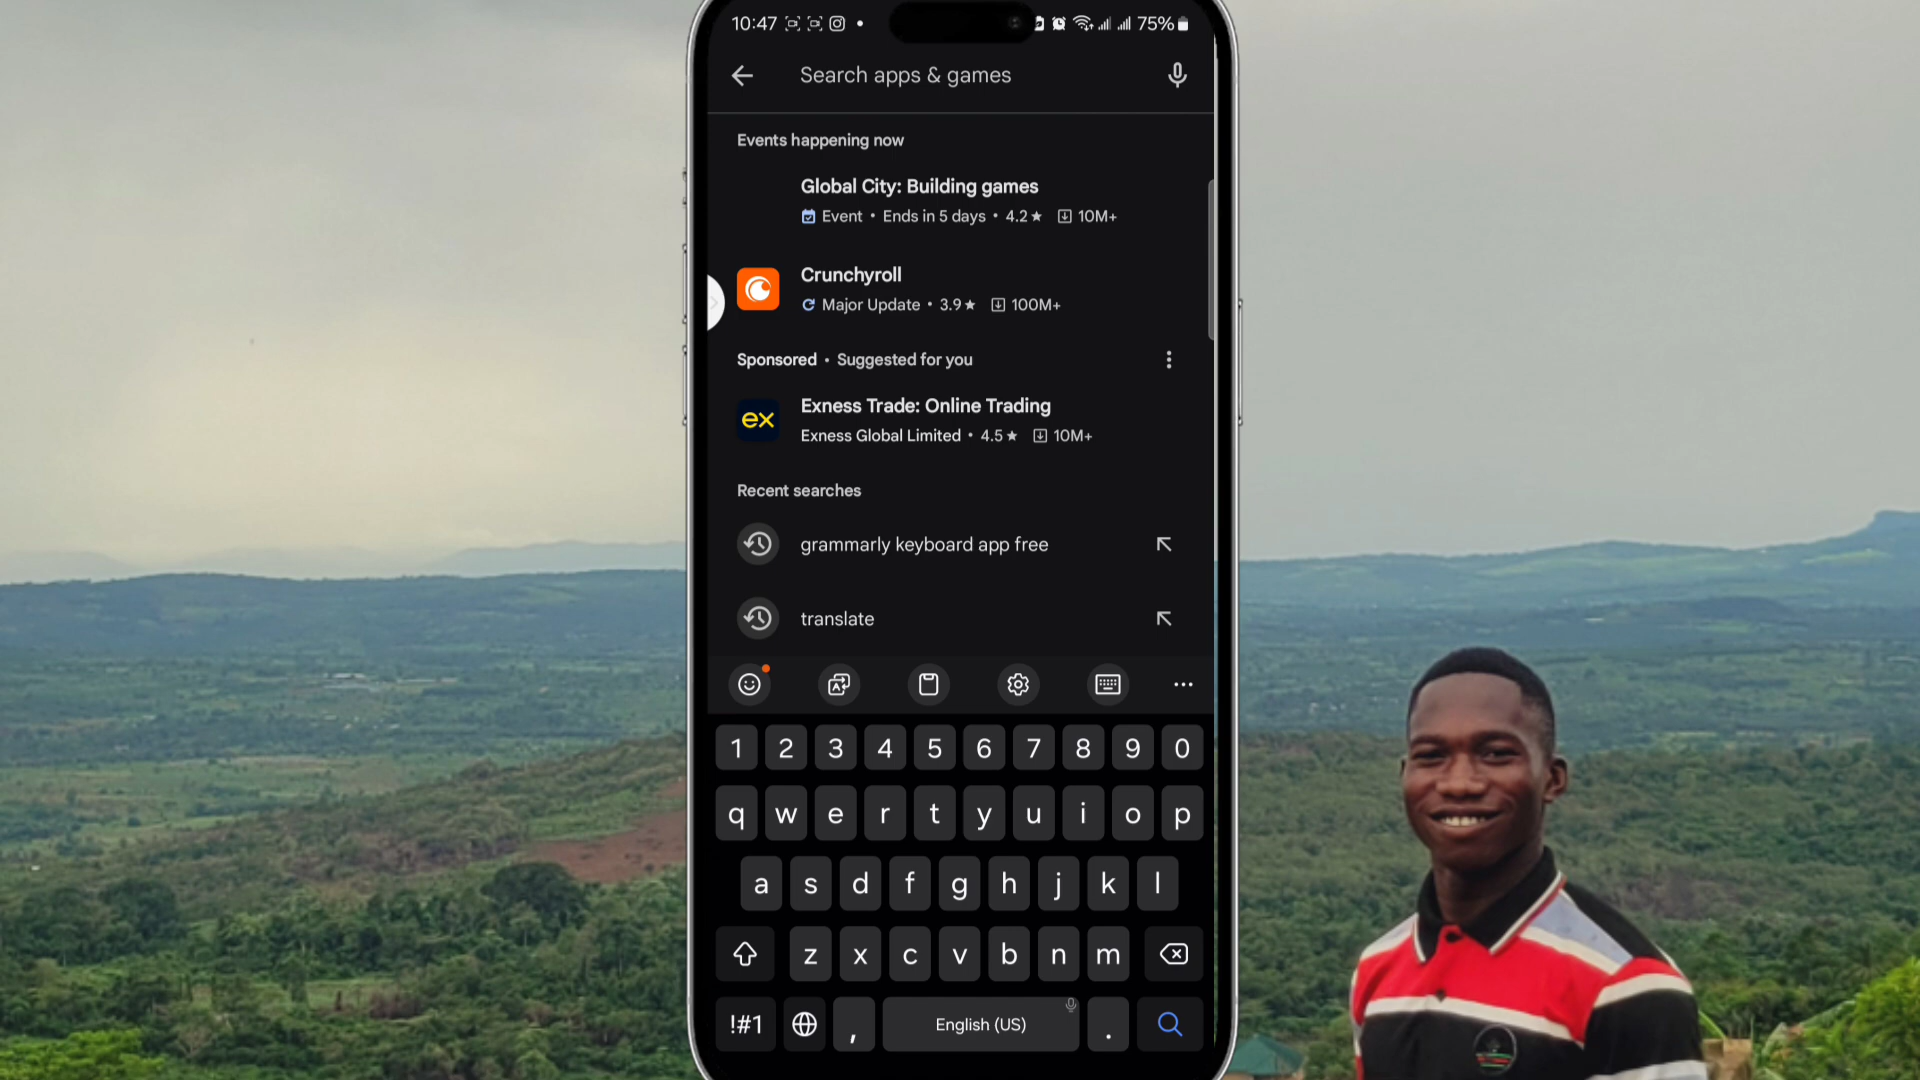 10:47 75%
Search apps & games
Events happening now
Global City: Building games
Event • Ends in 5 days • 4.2★ 10M+
Crunchyroll
Major Update • 3.9★ 100M+
Sponsored • Suggested for you
ex
Exness Trade: Online Trading
Exness Global Limited • 4.5★ 10M+
Recent searches
grammarly keyboard app free
translate
1 2 3 4 5 6 7 8 9 0
q w e r t y u i o p
a s d f g h j k l
z x c v b n m
!#1 , English (US) .